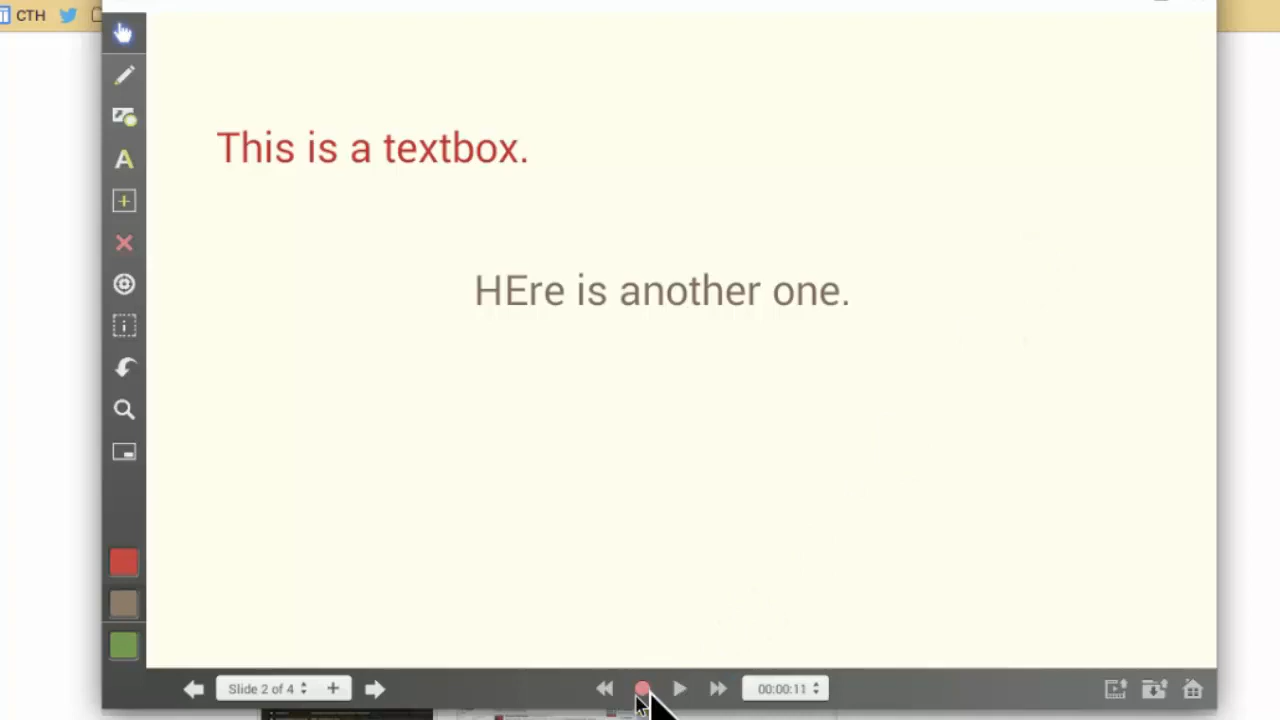 CTH
This is a textbox.
HEre is another one.
Slide 2 of 4
00:00:11